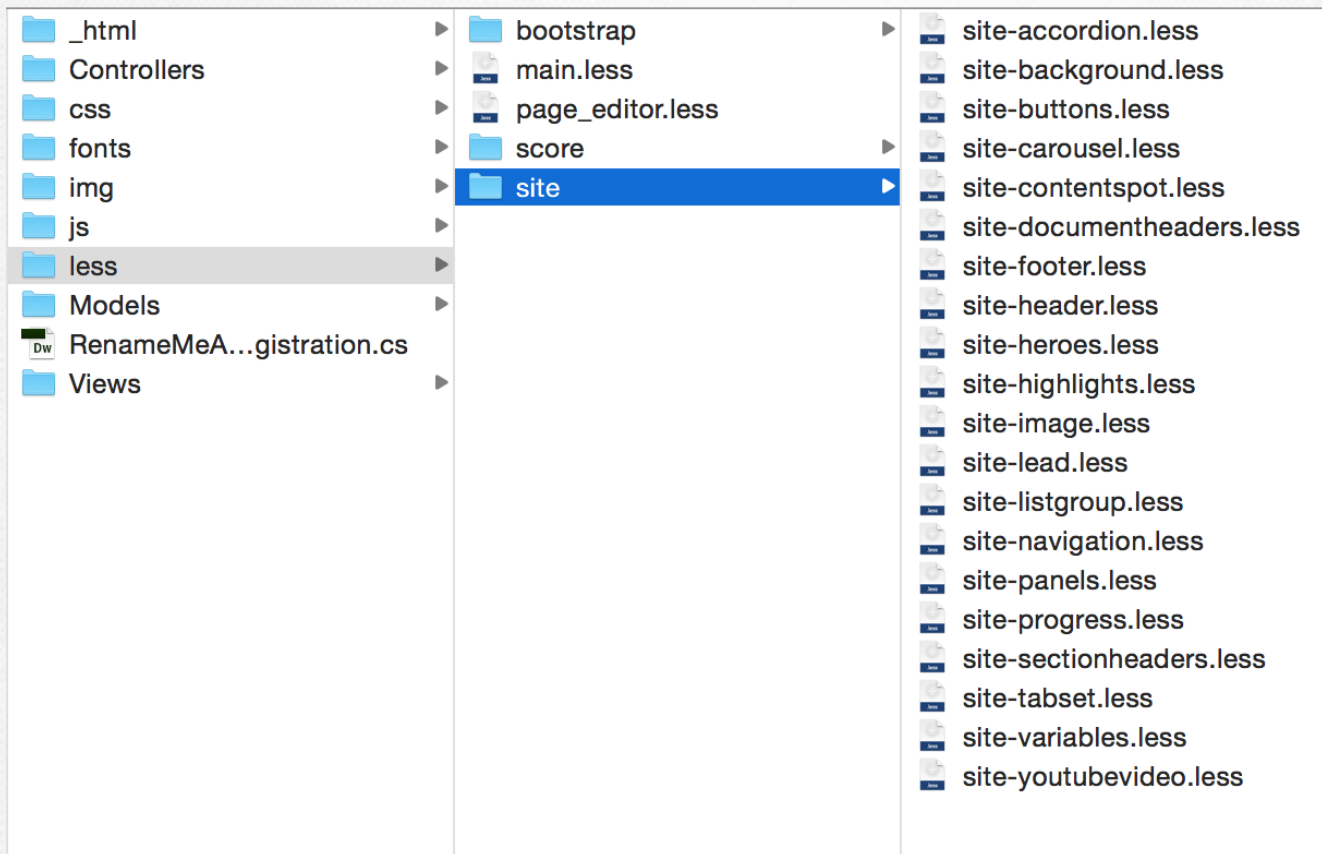 _html
Controllers
css
fonts
img
js
less
Models
Dw
RenameMeA...gistration.cs
Views
bootstrap
main.less
page_editor.less
score
site
site-accordion.less
site-background.less
site-buttons.less
site-carousel.less
site-contentspot.less
site-documentheaders.less
site-footer.less
site-header.less
site-heroes.less
site-highlights.less
site-image.less
site-lead.less
site-listgroup.less
site-navigation.less
site-panels.less
site-progress.less
site-sectionheaders.less
site-tabset.less
site-variables.less
site-youtubevideo.less